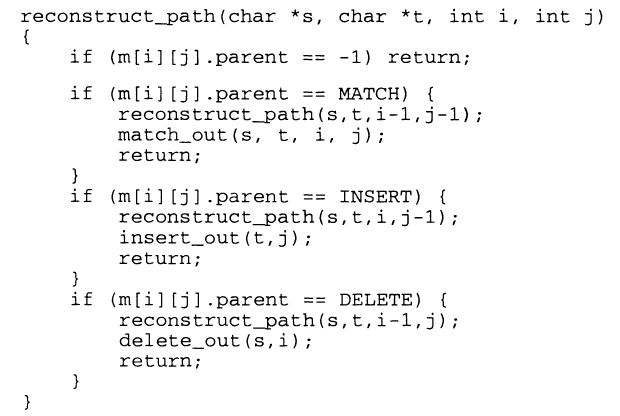 reconstruct_path(char *s, char *t, int i, int j)
{
    if (m[i][j].parent == -1) return;
    if (m[i][j].parent == MATCH) {
        reconstruct_path(s,t,i-1,j-1);
        match_out(s, t, i, j);
        return;
    }
    if (m[i][j].parent == INSERT) {
        reconstruct_path(s,t,i,j-1);
        insert_out(t,j);
        return;
    }
    if (m[i][j].parent == DELETE) {
        reconstruct_path(s,t,i-1,j);
        delete_out(s,i);
        return;
    }
}